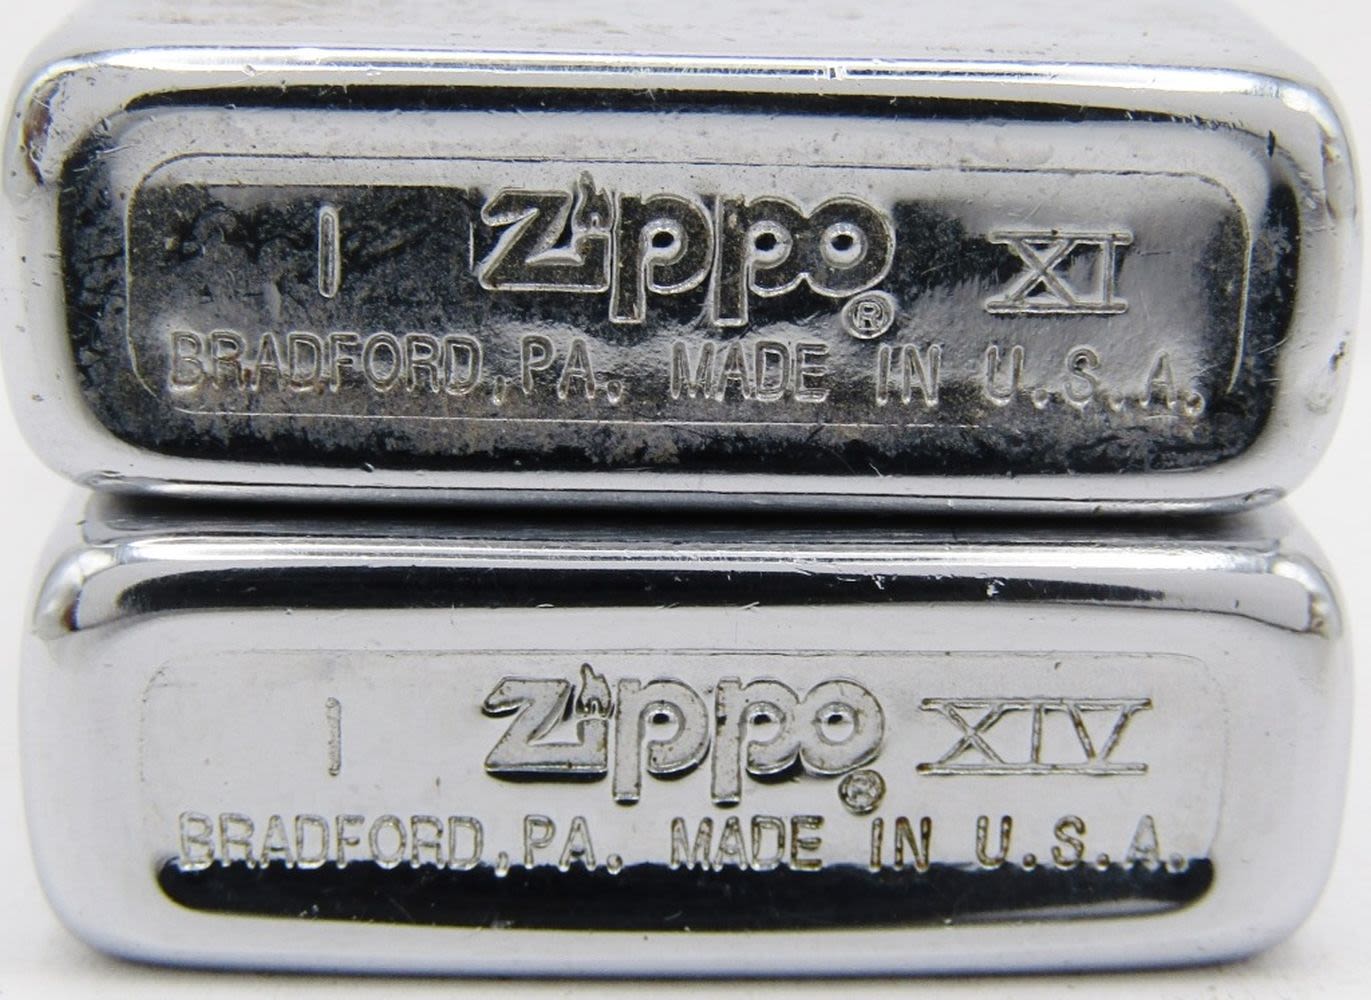 I Zippo ® XI
BRADFORD, PA. MADE IN U.S.A.
I Zippo ® XIV
BRADFORD, PA. MADE IN U.S.A.